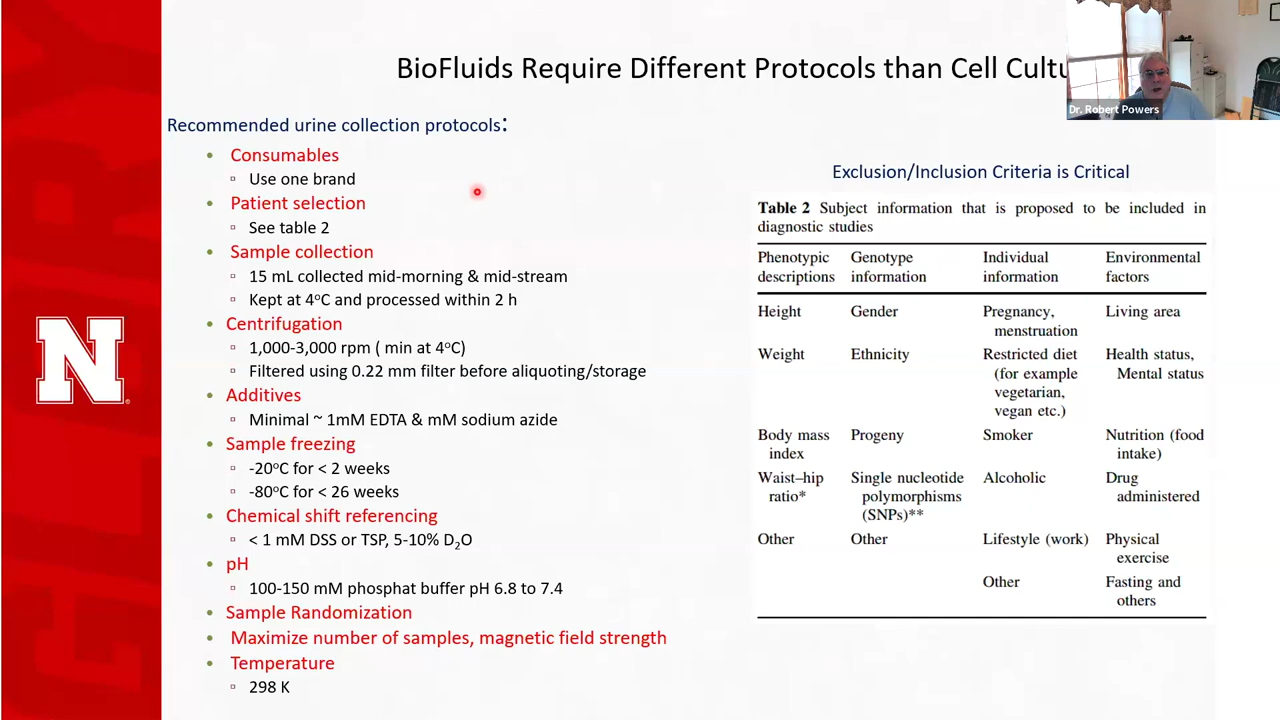 BioFluids Require Different Protocols than Cell Cultu
Dr. Robert Powers
Recommended urine collection protocols:
• Consumables
▫ Use one brand
• Patient selection
▫ See table 2
• Sample collection
▫ 15 mL collected mid-morning & mid-stream
▫ Kept at 4°C and processed within 2 h
• Centrifugation
▫ 1,000-3,000 rpm ( min at 4°C)
▫ Filtered using 0.22 mm filter before aliquoting/storage
• Additives
▫ Minimal ~ 1mM EDTA & mM sodium azide
• Sample freezing
▫ -20°C for < 2 weeks
▫ -80°C for < 26 weeks
• Chemical shift referencing
▫ < 1 mM DSS or TSP, 5-10% D₂O
• pH
▫ 100-150 mM phosphat buffer pH 6.8 to 7.4
• Sample Randomization
• Maximize number of samples, magnetic field strength
• Temperature
▫ 298 K
Exclusion/Inclusion Criteria is Critical
Table 2 Subject information that is proposed to be included in
diagnostic studies
Phenotypic Genotype Individual Environmental
descriptions information information factors
Height Gender Pregnancy, Living area
menstruation
Weight Ethnicity Restricted diet Health status,
(for example Mental status
vegetarian,
vegan etc.)
Body mass Progeny Smoker Nutrition (food
index intake)
Waist–hip Single nucleotide Alcoholic Drug
ratio* polymorphisms administered
(SNPs)**
Other Other Lifestyle (work) Physical
exercise
Other Fasting and
others
N